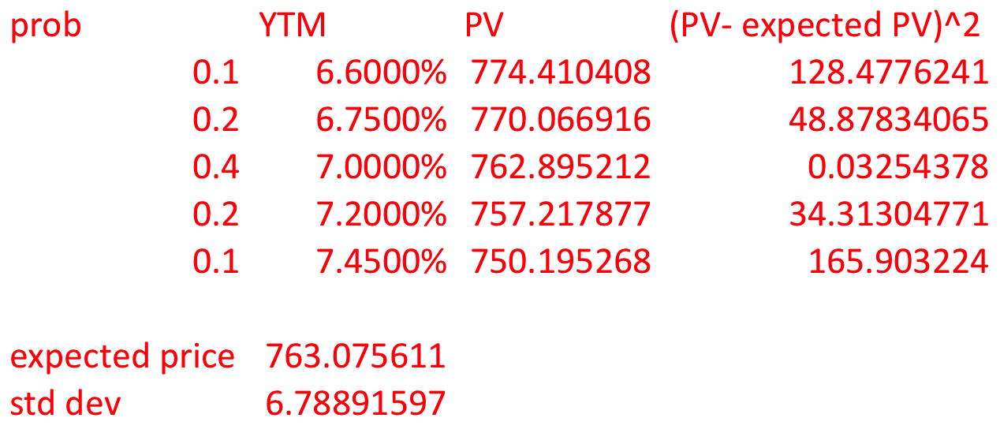 prob YTM PV (PV- expected PV)^2
0.1 6.6000% 774.410408 128.4776241
0.2 6.7500% 770.066916 48.87834065
0.4 7.0000% 762.895212 0.03254378
0.2 7.2000% 757.217877 34.31304771
0.1 7.4500% 750.195268 165.903224
expected price 763.075611
std dev 6.78891597